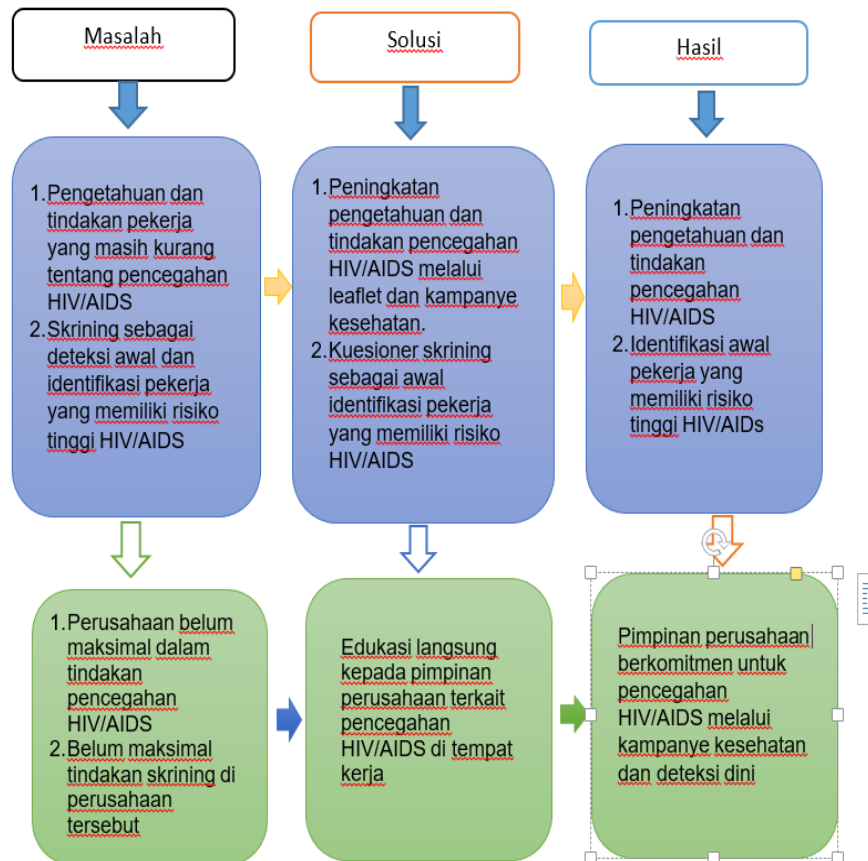 Masalah
Solusi
Hasil
1. Pengetahuan dan
tindakan pekerja
yang masih kurang
tentang pencegahan
HIV/AIDS
2. Skrining sebagai
deteksi awal dan
identifikasi pekerja
yang memiliki risiko
tinggi HIV/AIDS
1. Peningkatan
pengetahuan dan
tindakan pencegahan
HIV/AIDS melalui
leaflet dan kampanye
kesehatan.
2. Kuesioner skrining
sebagai awal
identifikasi pekerja
yang memiliki risiko
HIV/AIDS
1. Peningkatan
pengetahuan dan
tindakan
pencegahan
HIV/AIDS
2. Identifikasi awal
pekerja yang
memiliki risiko
tinggi HIV/AIDs
1. Perusahaan belum
maksimal dalam
tindakan
pencegahan
HIV/AIDS
2. Belum maksimal
tindakan skrining di
perusahaan
tersebut
Edukasi langsung
kepada pimpinan
perusahaan terkait
pencegahan
HIV/AIDS di tempat
kerja
Pimpinan perusahaan
berkomitmen untuk
pencegahan
HIV/AIDS melalui
kampanye kesehatan
dan deteksi dini